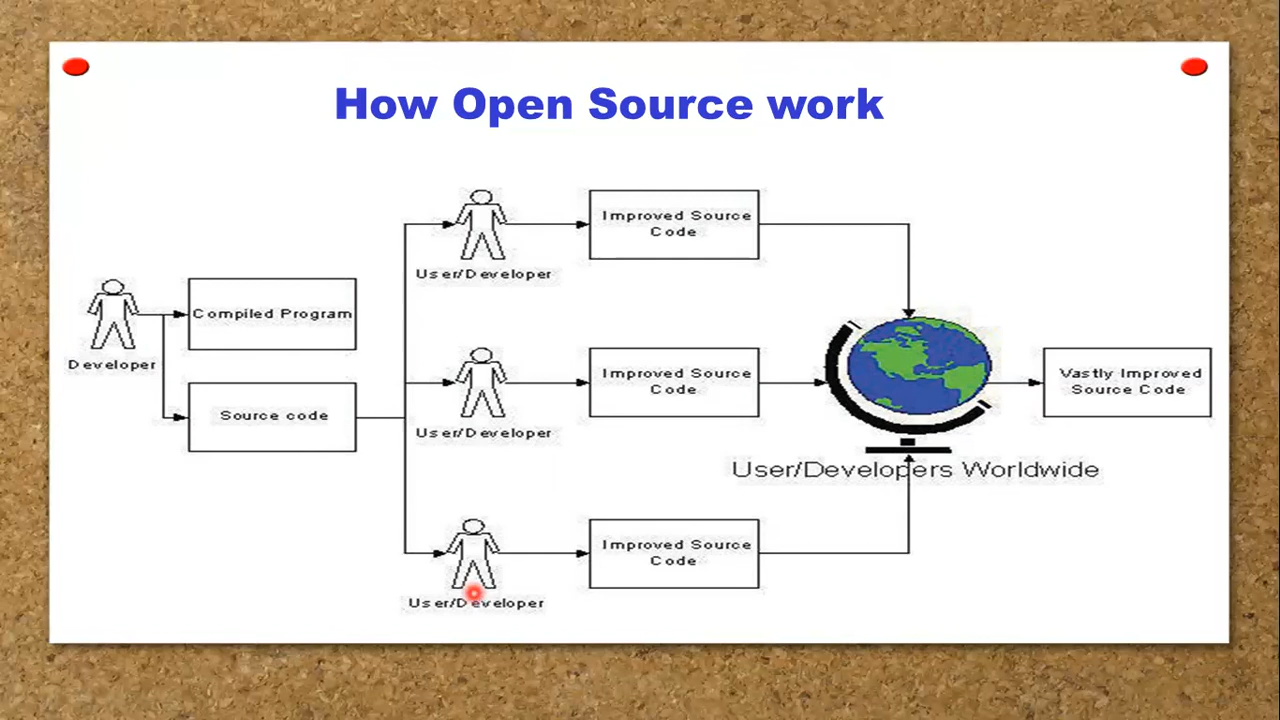 How Open Source work
Improved Source
Code
User/Developer
Compiled Program
Developer
Source code
Improved Source
Code
User/Developer
Vastly Improved
Source Code
User/Developers Worldwide
Improved Source
Code
User/Developer